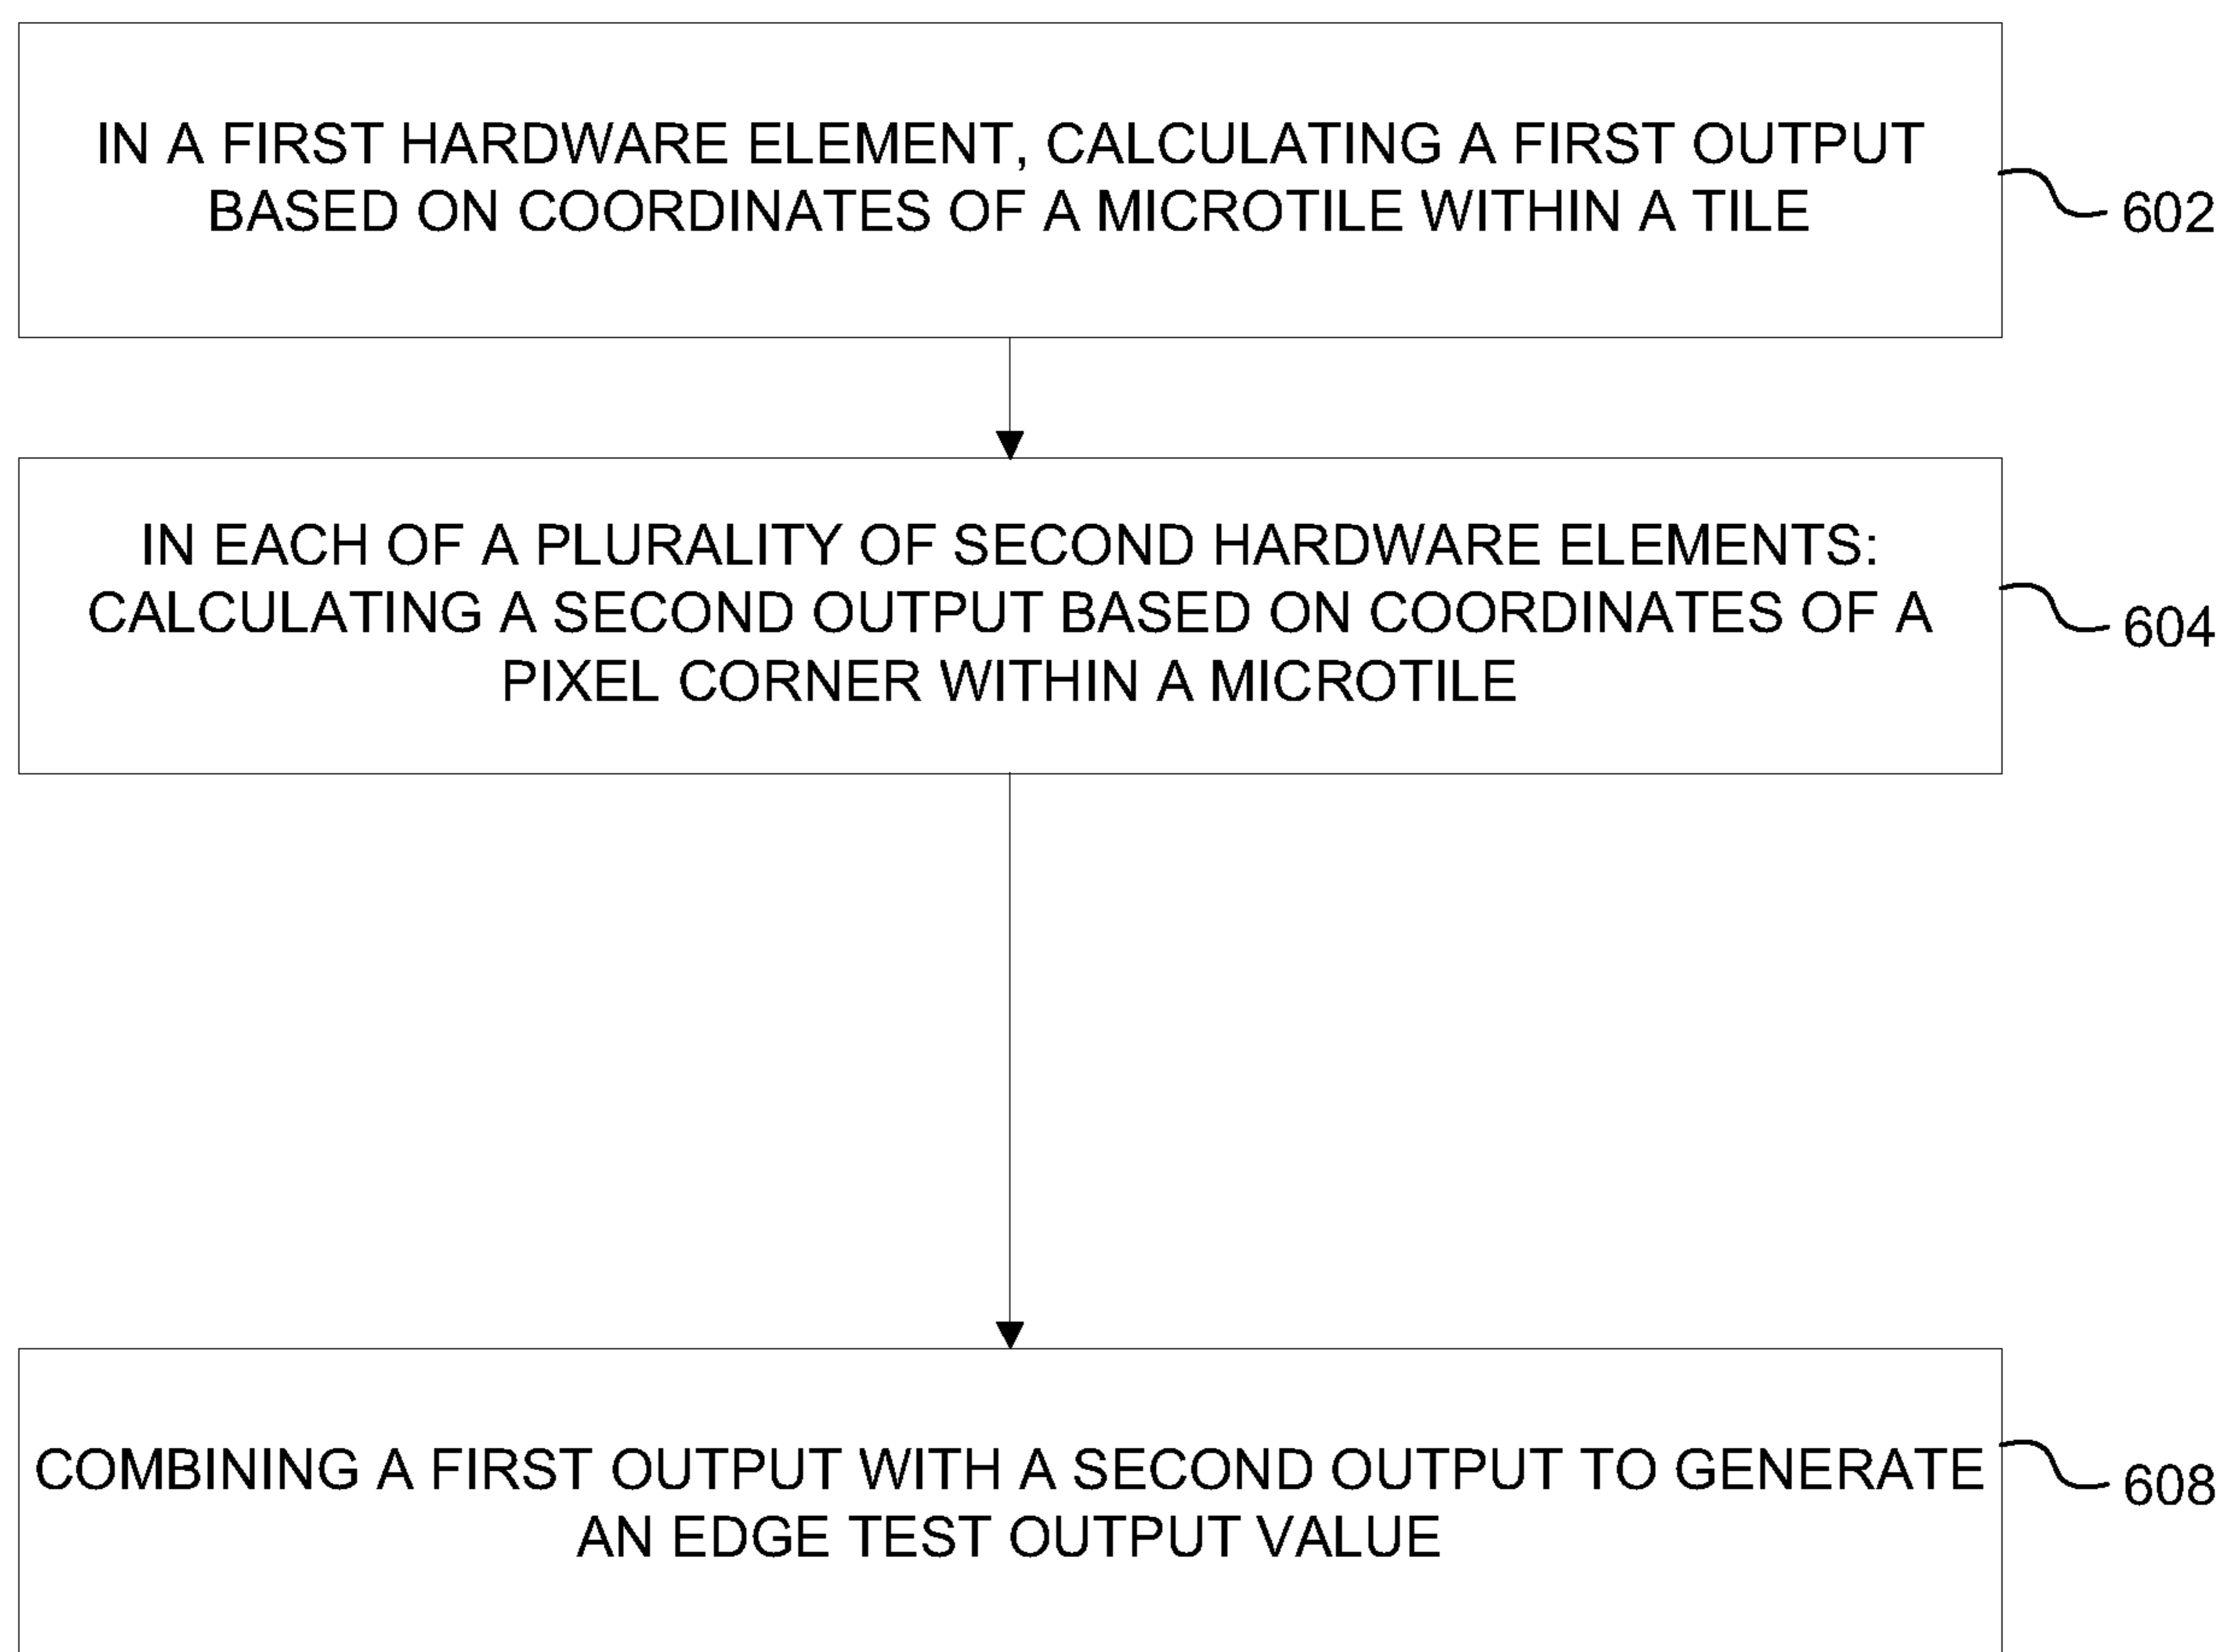 IN A FIRST HARDWARE ELEMENT, CALCULATING A FIRST OUTPUT
BASED ON COORDINATES OF A MICROTILE WITHIN A TILE
602
IN EACH OF A PLURALITY OF SECOND HARDWARE ELEMENTS:
CALCULATING A SECOND OUTPUT BASED ON COORDINATES OF A
PIXEL CORNER WITHIN A MICROTILE
604
COMBINING A FIRST OUTPUT WITH A SECOND OUTPUT TO GENERATE
AN EDGE TEST OUTPUT VALUE
608